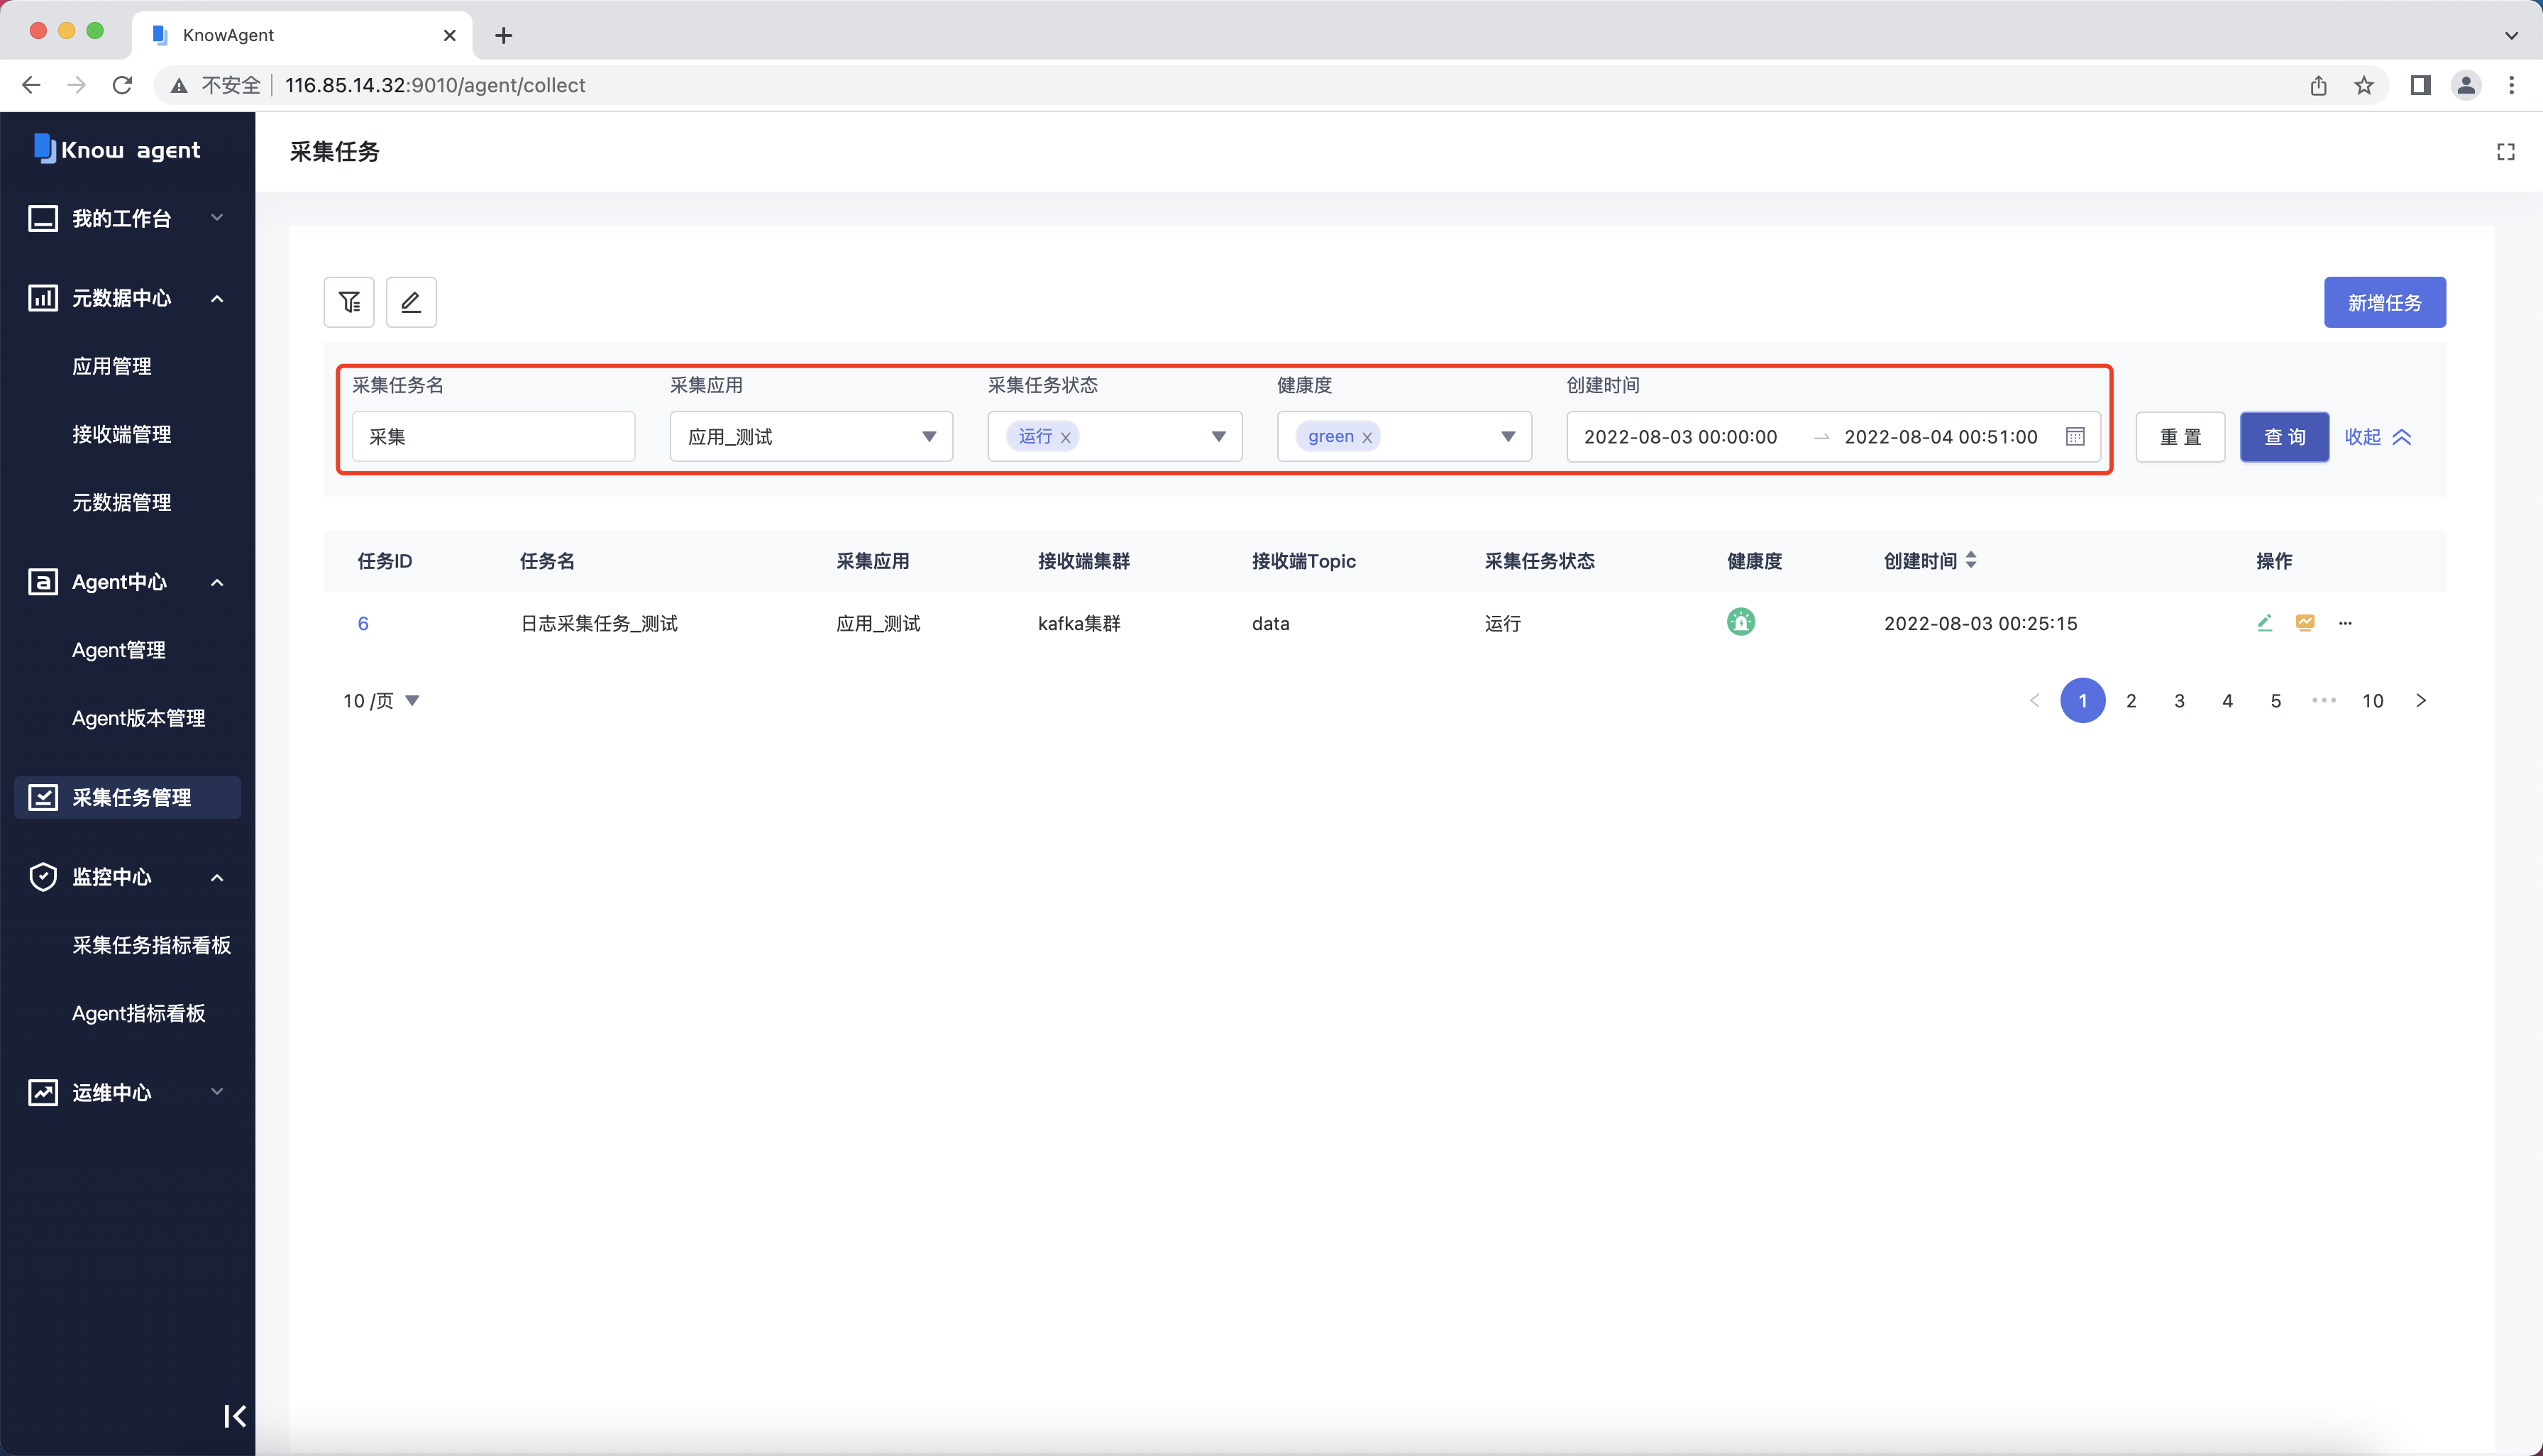 KnowAgent
不安全 116.85.14.32:9010/agent/collect
Know agent
采集任务
我的工作台
元数据中心
应用管理
接收端管理
元数据管理
Agent中心
Agent管理
Agent版本管理
采集任务管理
监控中心
采集任务指标看板
Agent指标看板
运维中心
新增任务
采集任务名 采集应用 采集任务状态 健康度 创建时间
采集 应用_测试 运行 green 2022-08-03 00:00:00 → 2022-08-04 00:51:00 重 置 查 询 收起
任务ID 任务名 采集应用 接收端集群 接收端Topic 采集任务状态 健康度 创建时间 操作
6 日志采集任务_测试 应用_测试 kafka集群 data 运行 2022-08-03 00:25:15 ...
10 /页 < 1 2 3 4 5 ••• 10 >